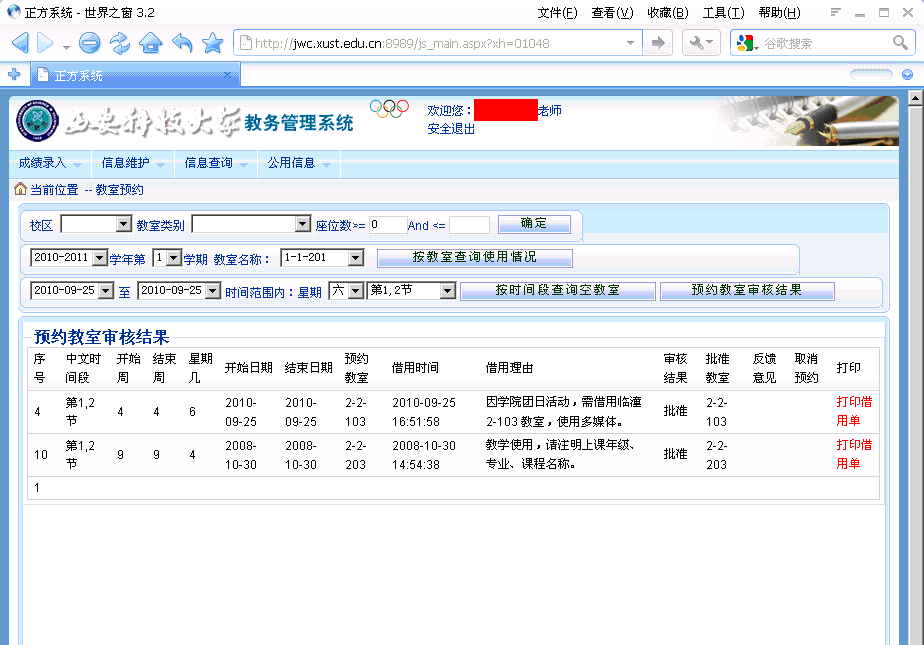 正方系统 - 世界之窗 3.2 文件(F) 查看(V) 收藏(B) 工具(T) 帮助(H)
http://jwc.xust.edu.cn:8989/js_main.aspx?xh=01048 谷歌搜索
正方系统
西安科技大学 教务管理系统 欢迎您: 老师
安全退出
成绩录入 信息维护 信息查询 公用信息
当前位置 -- 教室预约
校区 教室类别 座位数>= 0 And <= 确定
2010-2011 学年第 1 学期 教室名称: 1-1-201 按教室查询使用情况
2010-09-25 至 2010-09-25 时间范围内:星期 六 第1,2节 按时间段查询空教室 预约教室审核结果
预约教室审核结果
序号 中文时间段 开始周 结束周 星期几 开始日期 结束日期 预约教室 借用时间 借用理由 审核结果 批准教室 反馈意见 取消预约 打印
4 第1,2节 4 4 6 2010-09-25 2010-09-25 2-2-103 2010-09-25 16:51:58 因学院团日活动,需借用临潼2-103教室,使用多媒体。 批准 2-2-103 打印借用单
10 第1,2节 9 9 4 2008-10-30 2008-10-30 2-2-203 2008-10-30 14:54:38 教学使用,请注明上课年级、专业、课程名称。 批准 2-2-203 打印借用单
1